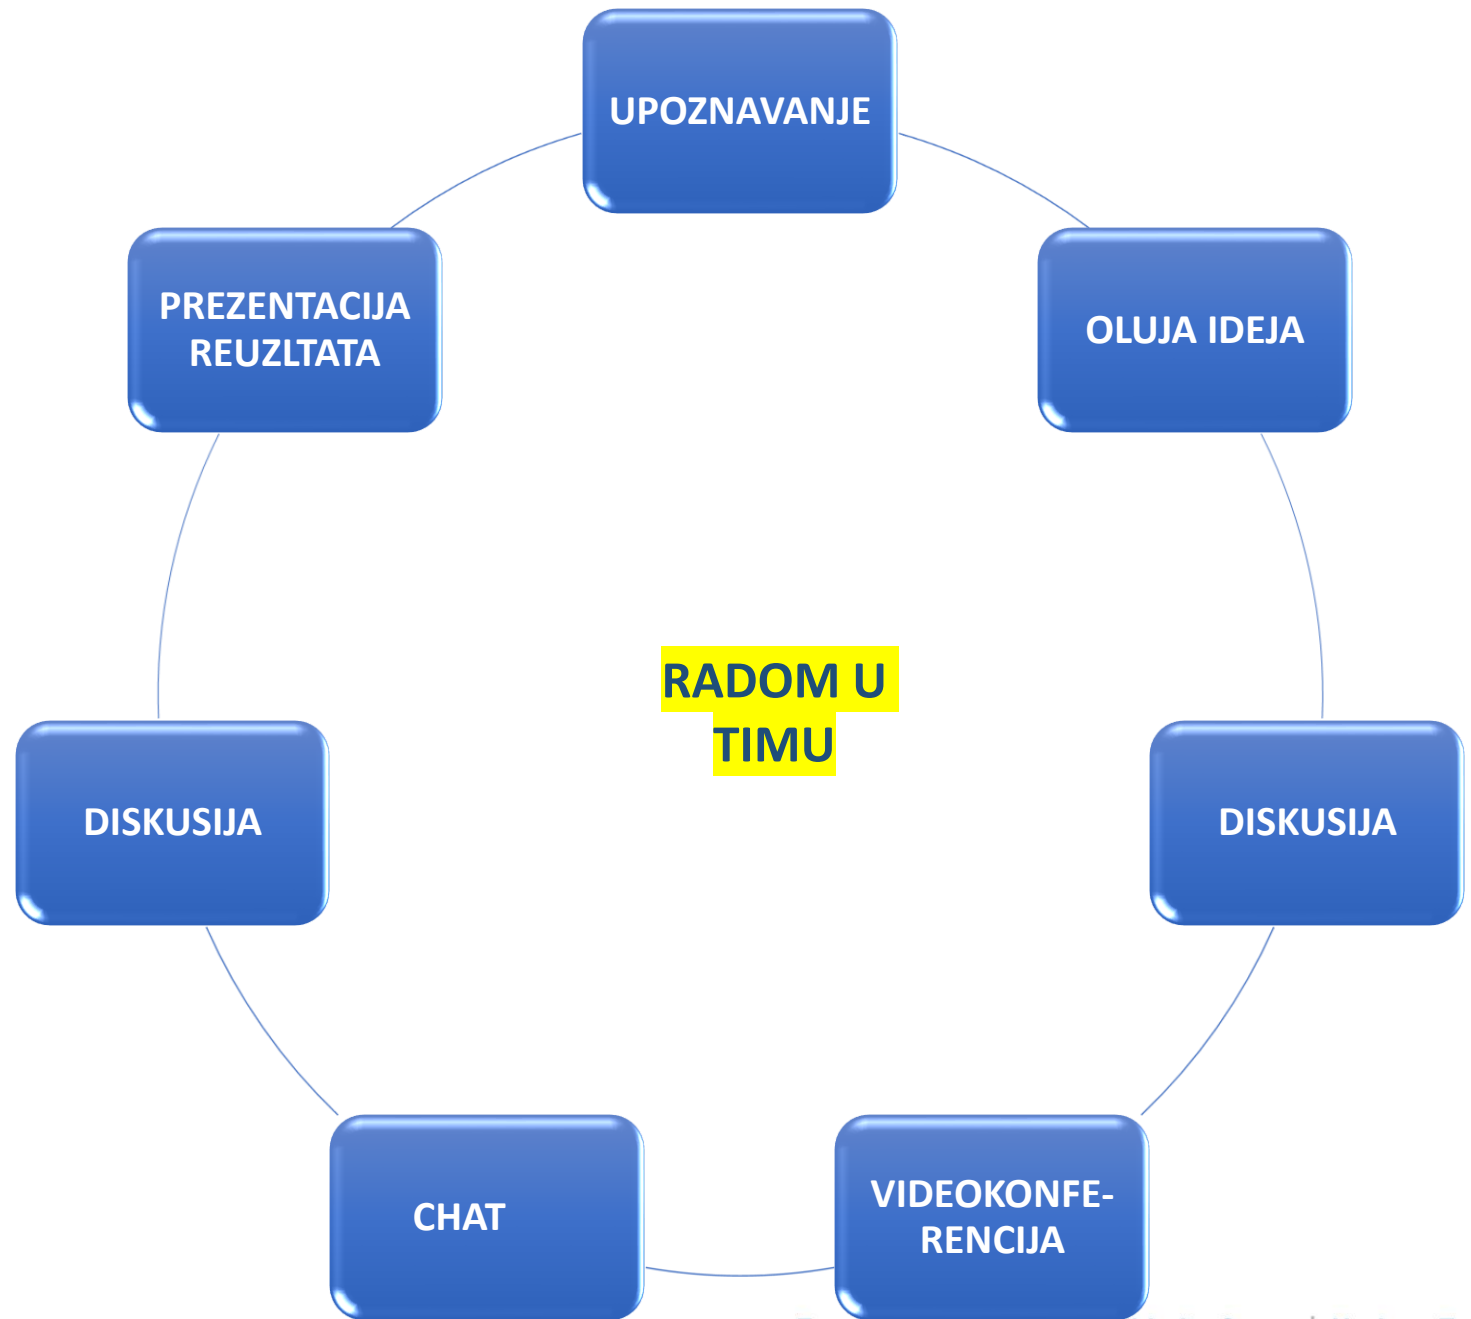 UPOZNAVANJE
OLUJA IDEJA
DISKUSIJA
VIDEOKONFE-
RENCIJA
CHAT
DISKUSIJA
PREZENTACIJA
REUZLTATA
RADOM U
TIMU